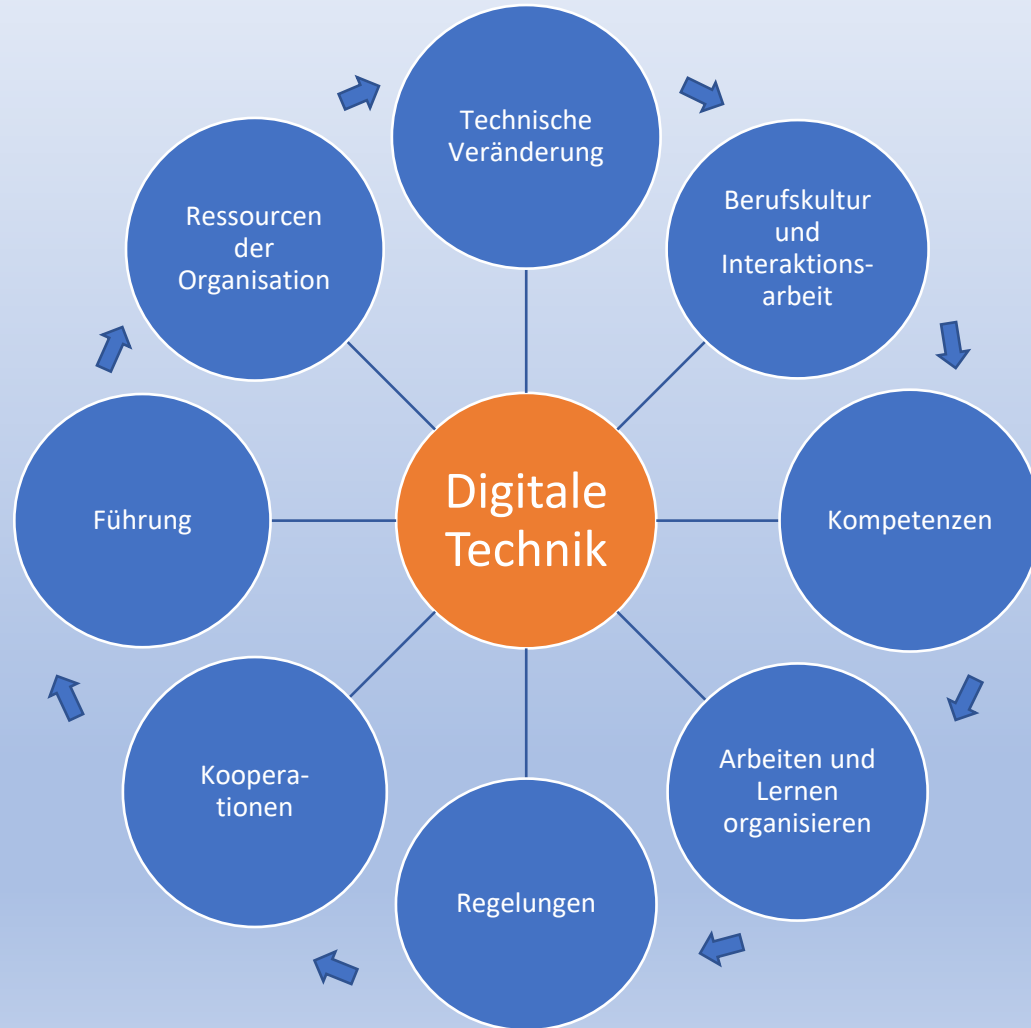 Technische
Veränderung
Berufskultur
und
Interaktions-
arbeit
Kompetenzen
Arbeiten und
Lernen
organisieren
Regelungen
Koopera-
tionen
Führung
Ressourcen
der
Organisation
Digitale
Technik